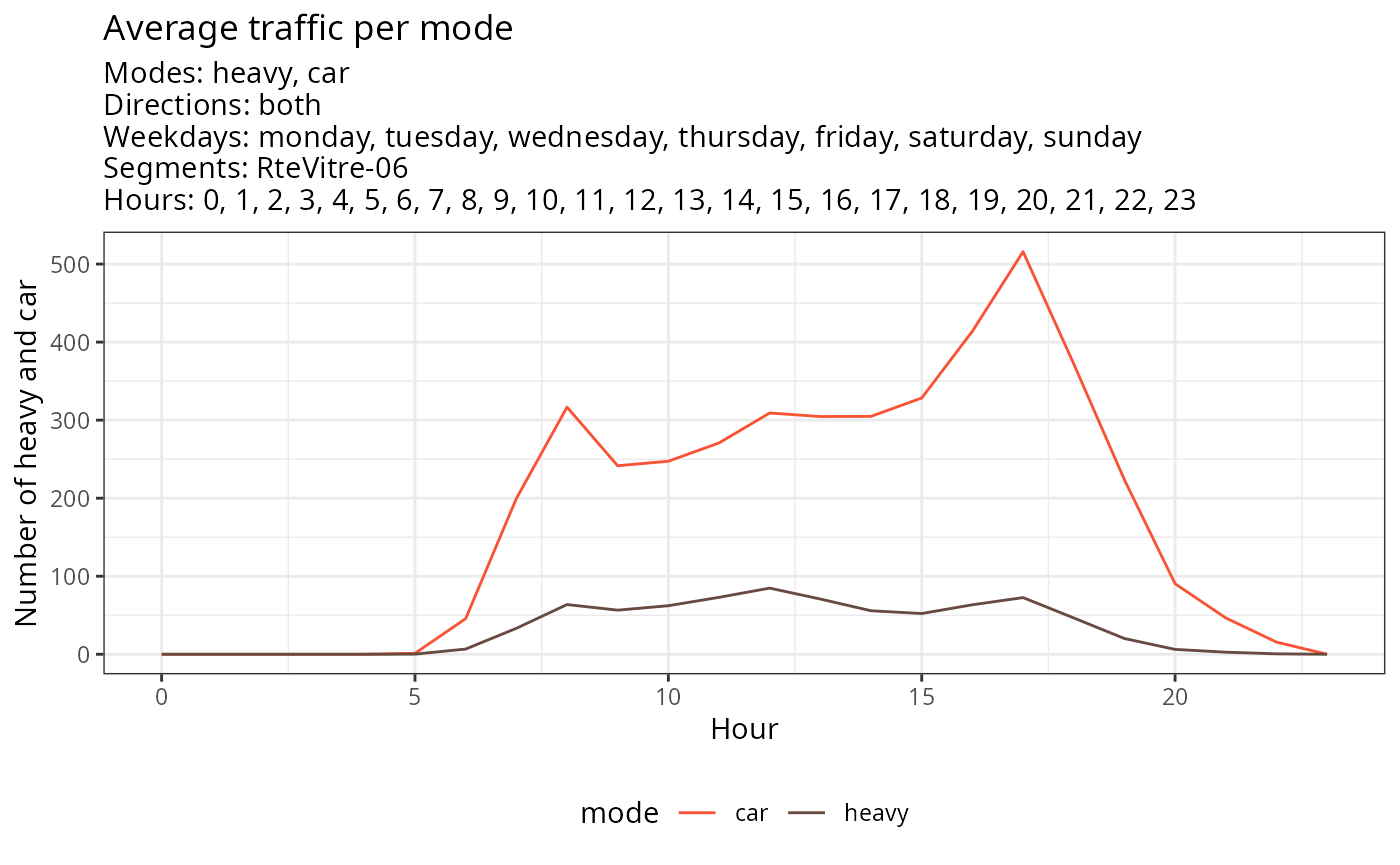 Average traffic per mode
Modes: heavy, car
Directions: both
Weekdays: monday, tuesday, wednesday, thursday, friday, saturday, sunday
Segments: RteVitre-06
Hours: 0, 1, 2, 3, 4, 5, 6, 7, 8, 9, 10, 11, 12, 13, 14, 15, 16, 17, 18, 19, 20, 21, 22, 23
Number of heavy and car
500
400
300
200
100
0
0 5 10 15 20
Hour
mode car heavy